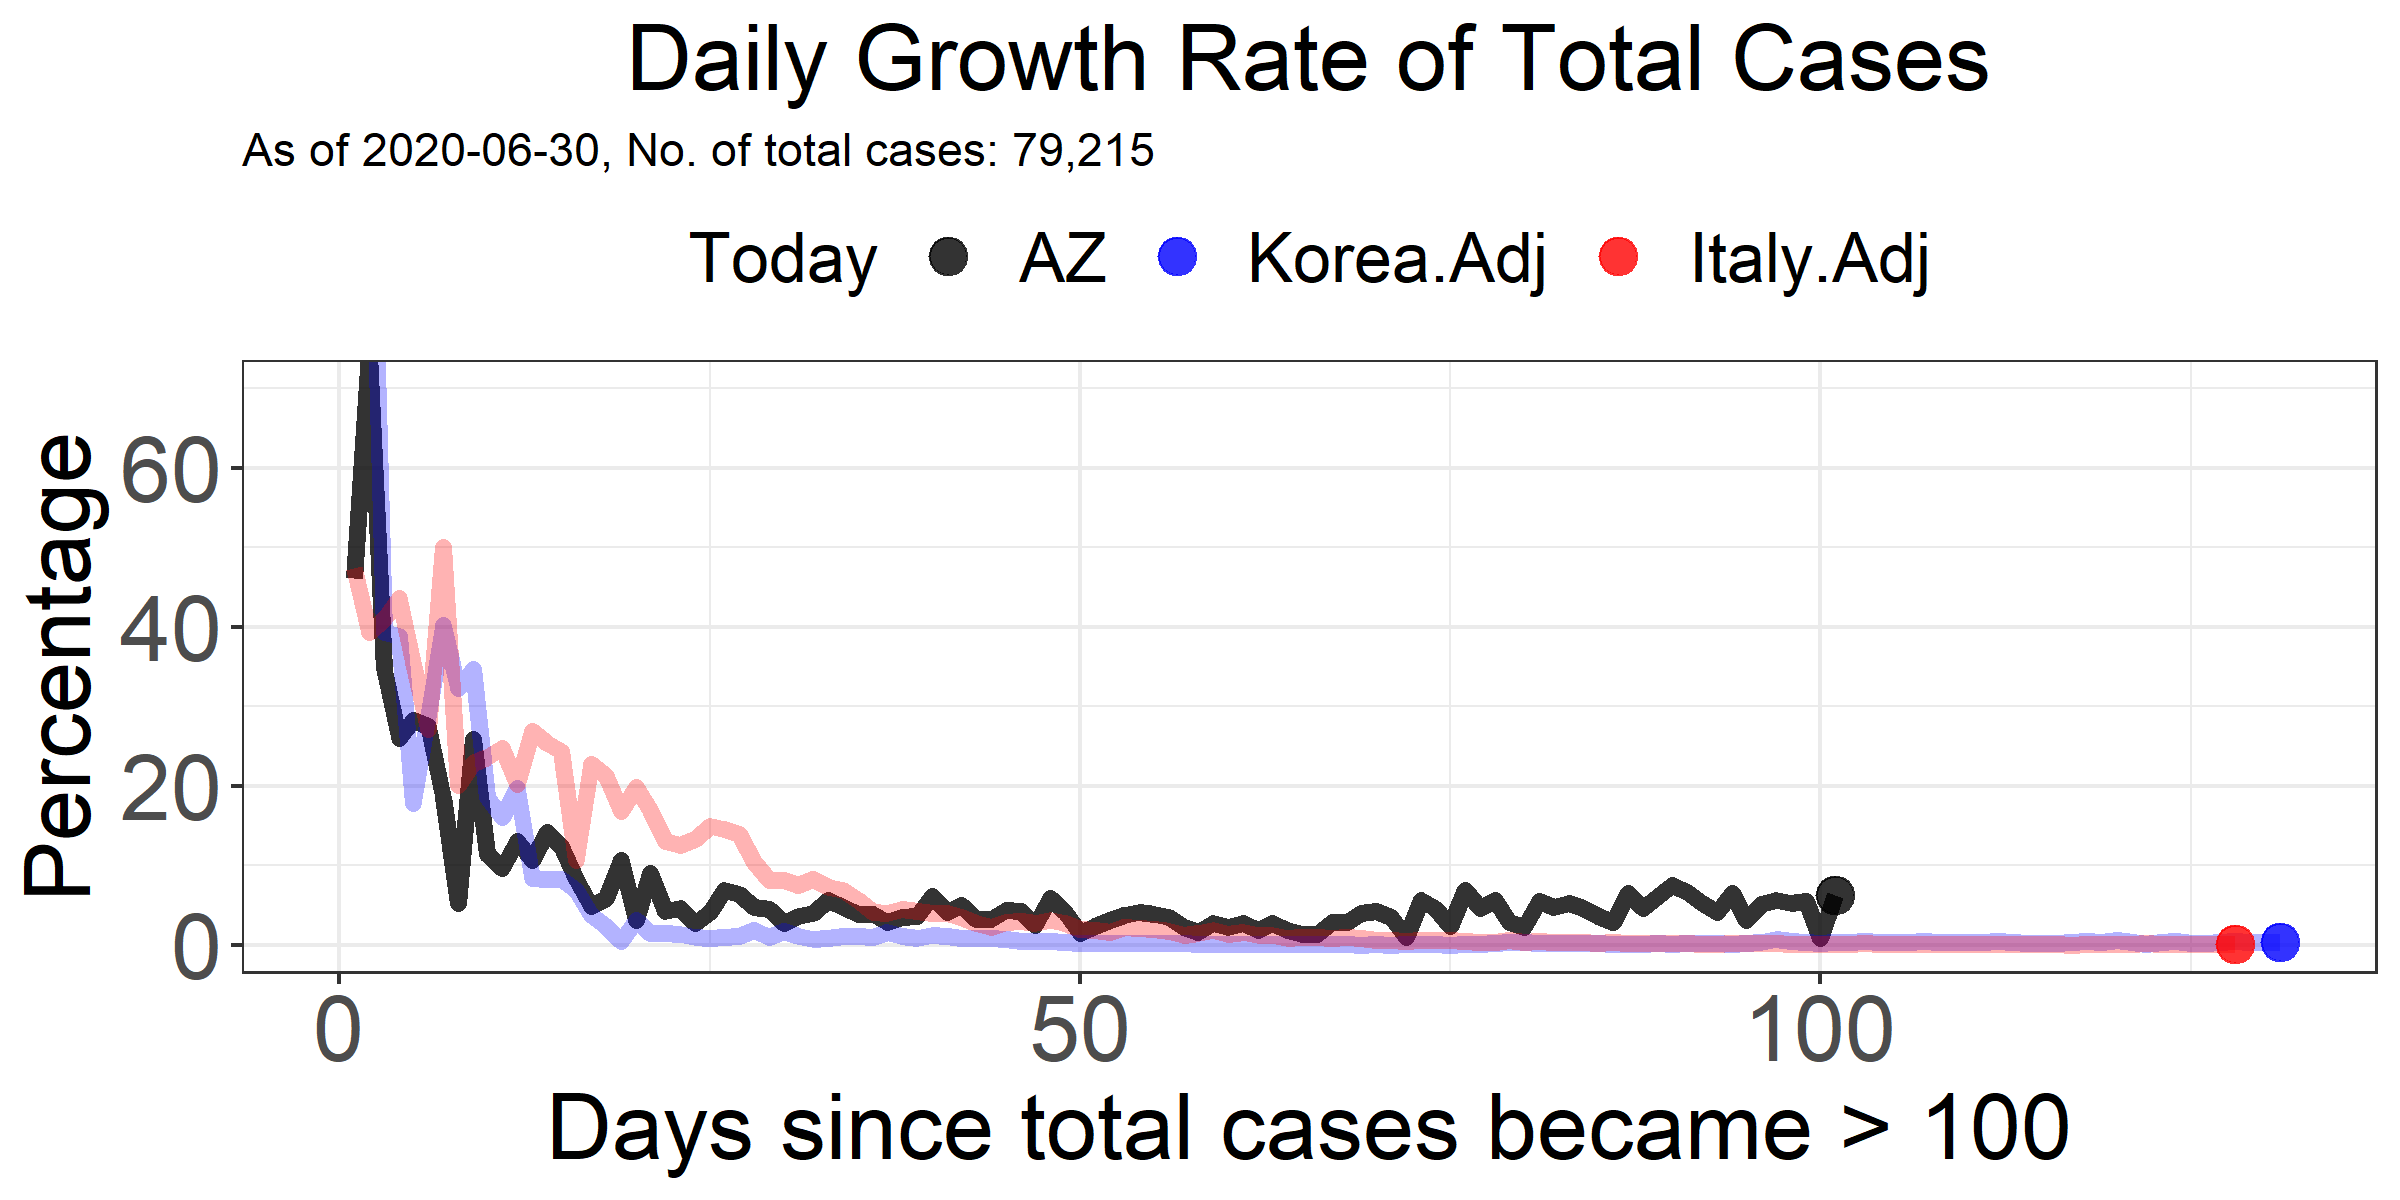 Daily Growth Rate of Total Cases
As of 2020-06-30, No. of total cases: 79,215
Today AZ Korea.Adj Italy.Adj
Percentage
60
40
20
0
0 50 100
Days since total cases became > 100